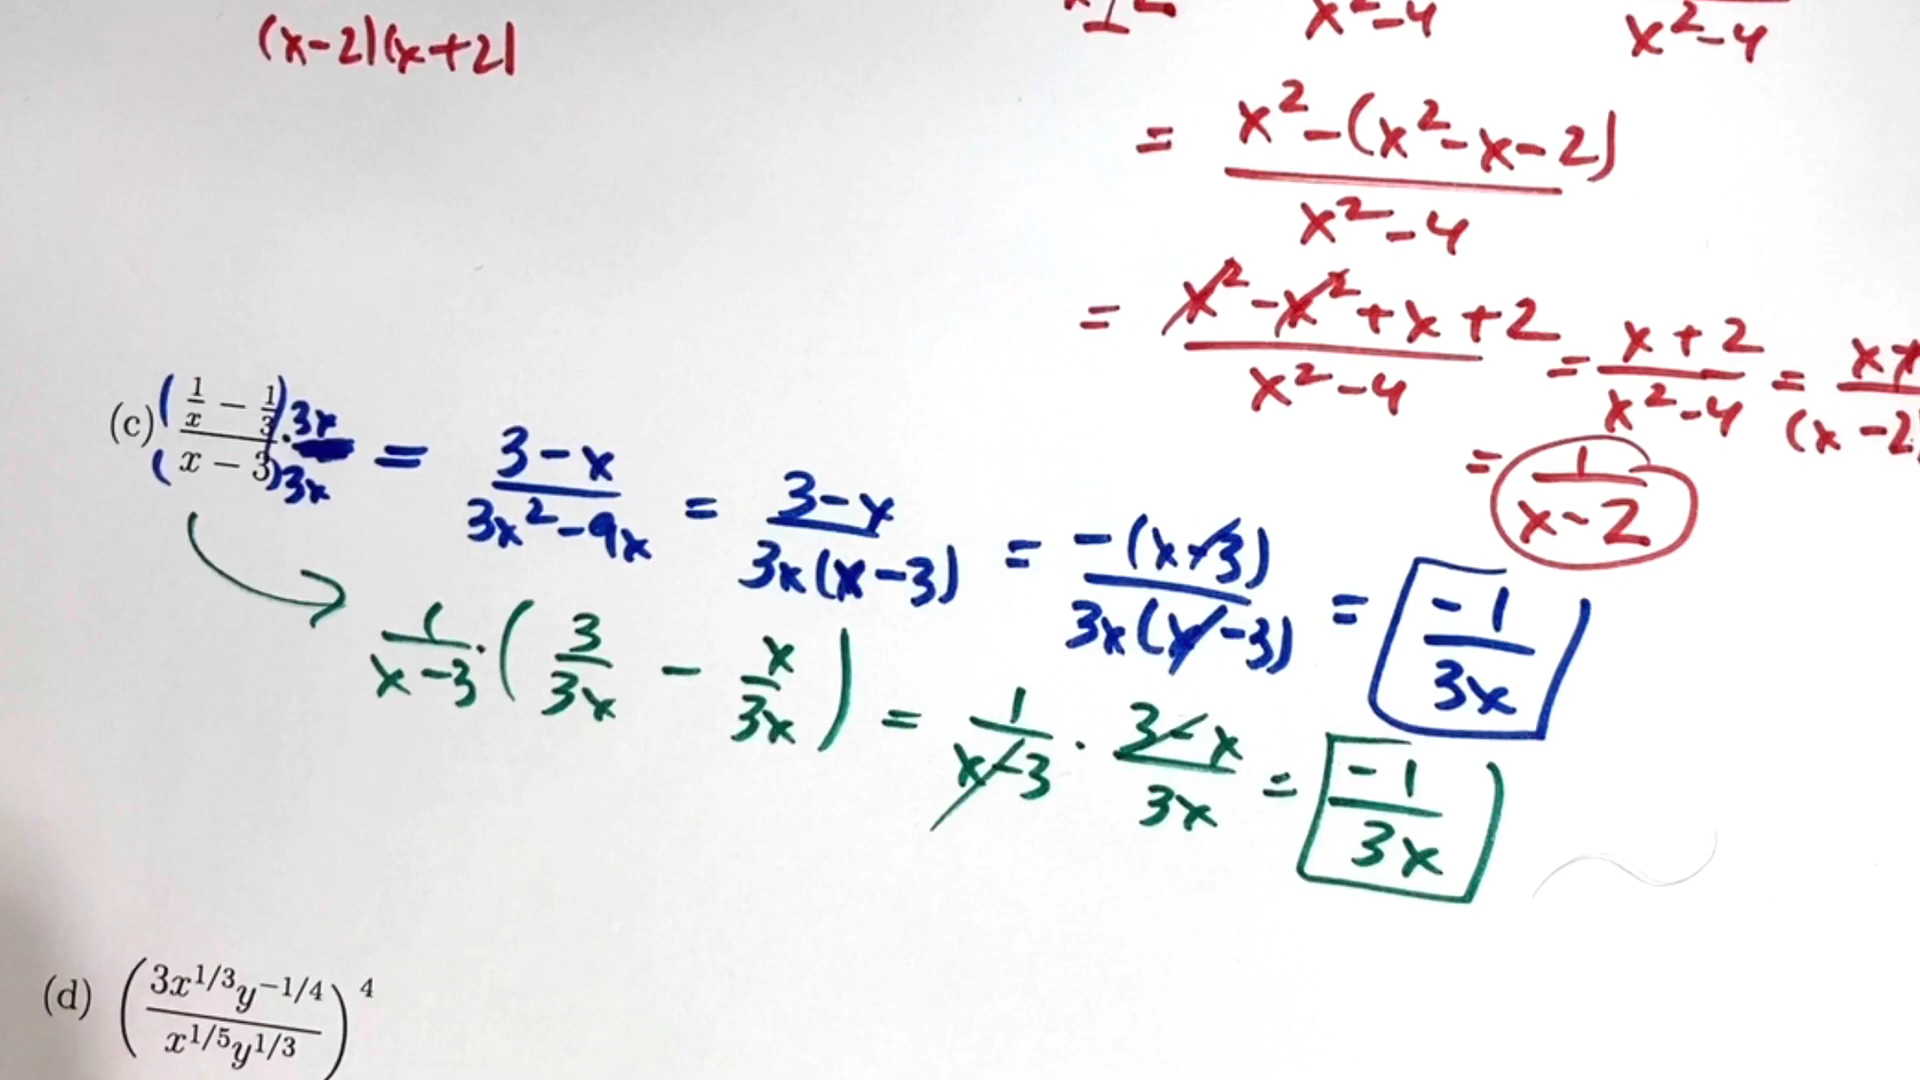 (x-2)(x+2)
x²-4 x²-4
= x²-(x²-x-2) / x²-4
= x²-x²+x+2 / x²-4 = x+2 / x²-4 =
= 1 / x-2
(c) (1/x - 1/3) / (x - 3) · 3x / 3x = 3-x / 3x²-9x = 3-x / 3x(x-3) = -(x-3) / 3x(x-3) = -1 / 3x
1 / x-3 · (3 / 3x - x / 3x) = 1 / x-3 · 3-x / 3x = -1 / 3x
(d) (3x^{1/3}y^{-1/4} / x^{1/5}y^{1/3})^4